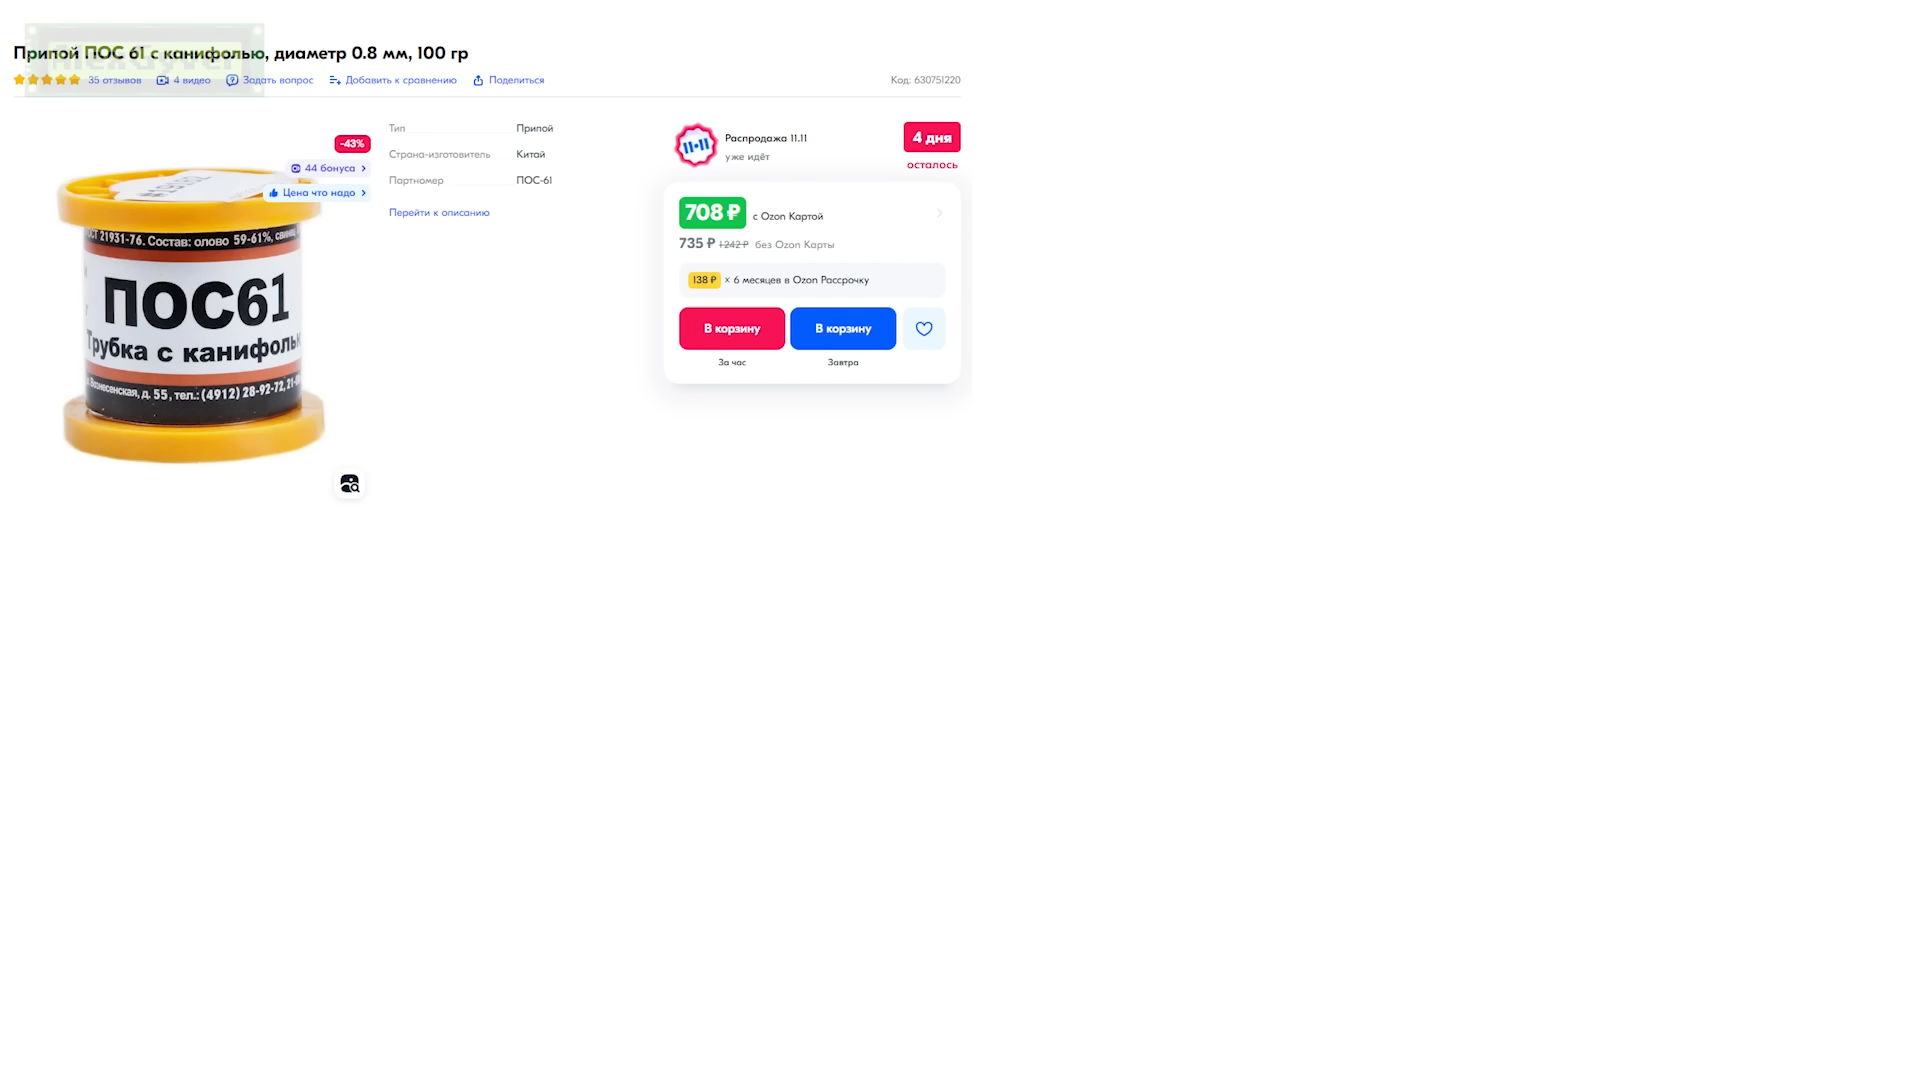 Припой ПОС 61 с канифолью, диаметр 0.8 мм, 100 гр
35 отзывов
4 видео
Задать вопрос
Добавить к сравнению
Поделиться
Код: 630751220
-43%
44 бонуса
Цена что надо
21931-76. Состав: олово 59-61%,
ПОС61
Трубка с
д. 55, тел.: (4912) 28-92-72,
Тип
Припой
Страна-изготовитель
Китай
Партномер
ПОС-61
Перейти к описанию
11•11
Распродажа 11.11
уже идёт
4 дня
осталось
708 ₽ с Ozon Картой
735 ₽ 1 242 ₽ без Ozon Карты
138 ₽ × 6 месяцев в Ozon Рассрочку
В корзину
В корзину
За час
Завтра